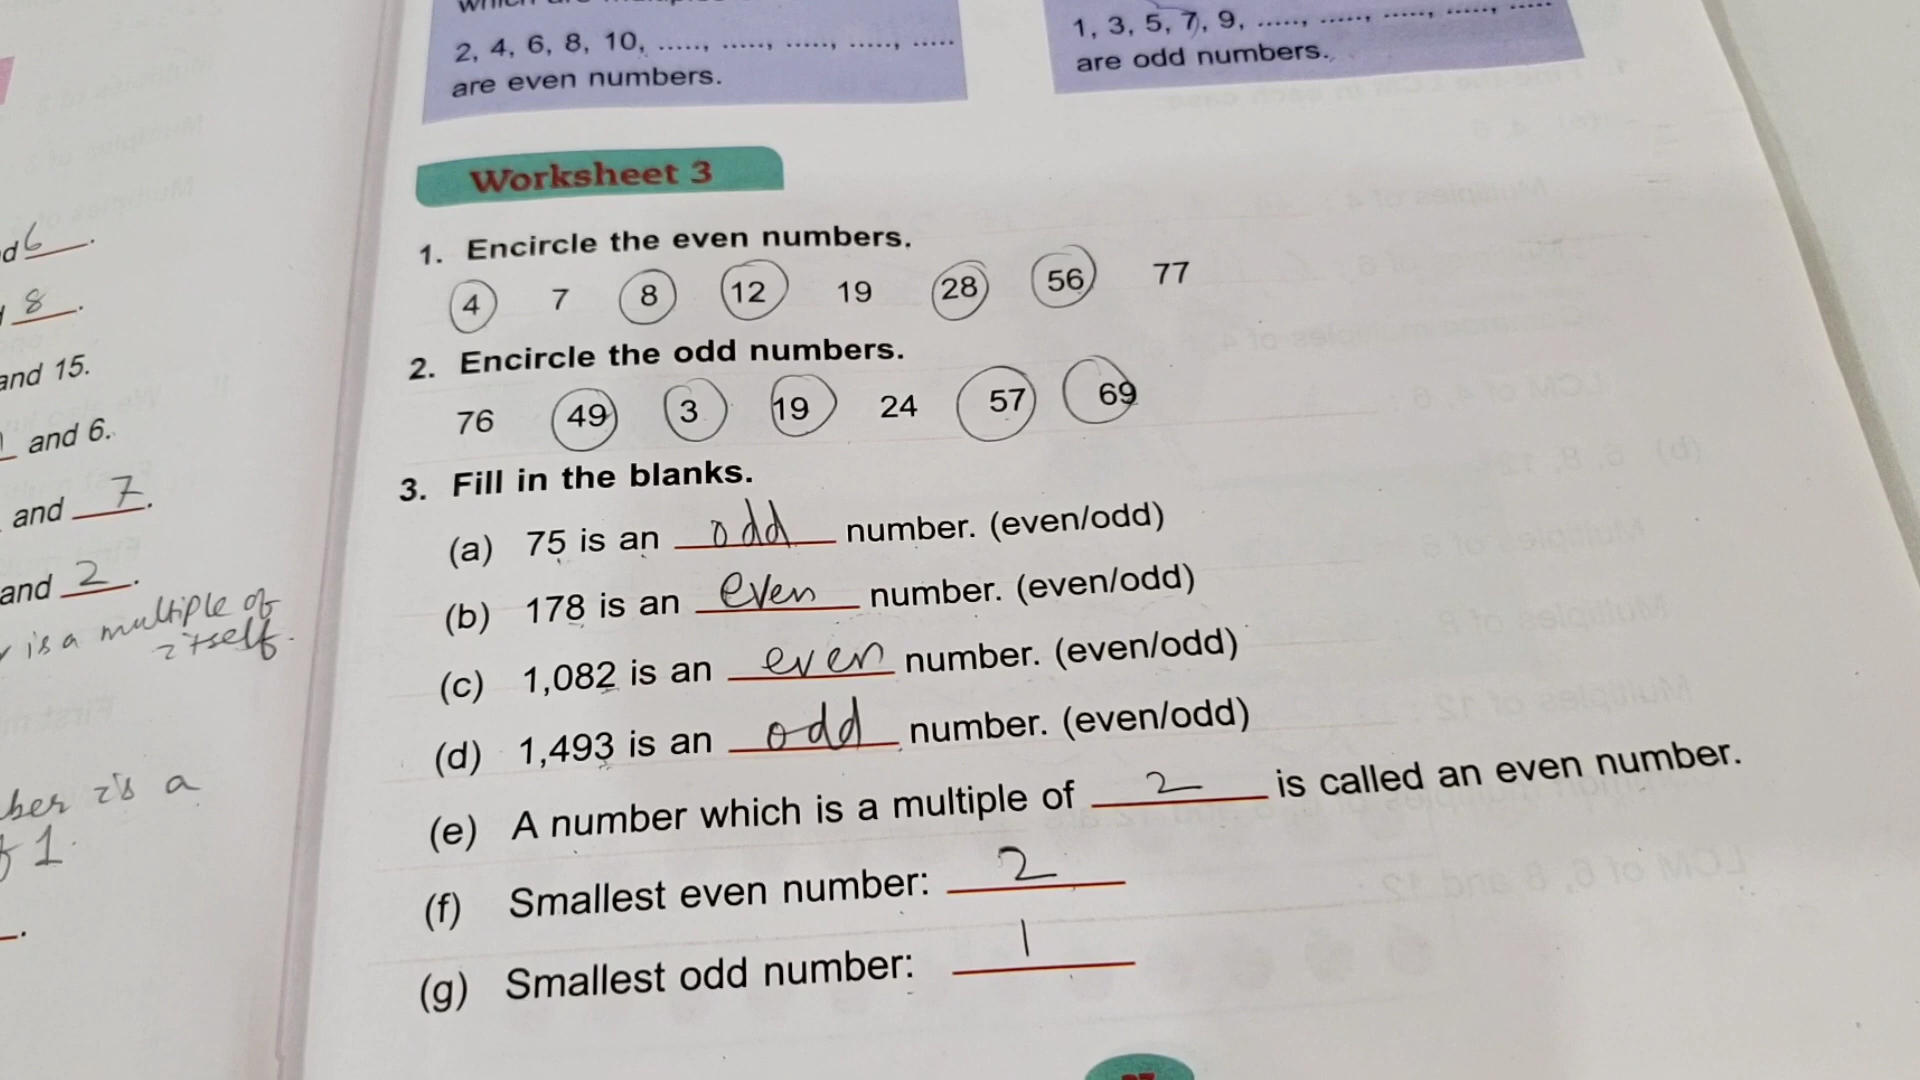 2, 4, 6, 8, 10, ....., ....., ....., ....., .....
are even numbers.
1, 3, 5, 7, 9, ....., ....., ....., ....., .....
are odd numbers.
6.
8.
and 15.
and 6.
and 7.
and 2.
is a multiple of
itself.
is a
1.
Worksheet 3
1. Encircle the even numbers.
4 7 8 12 19 28 56 77
2. Encircle the odd numbers.
76 49 3 19 24 57 69
3. Fill in the blanks.
(a) 75 is an odd number. (even/odd)
(b) 178 is an even number. (even/odd)
(c) 1,082 is an even number. (even/odd)
(d) 1,493 is an odd number. (even/odd)
(e) A number which is a multiple of 2 is called an even number.
(f) Smallest even number: 2
(g) Smallest odd number: 1